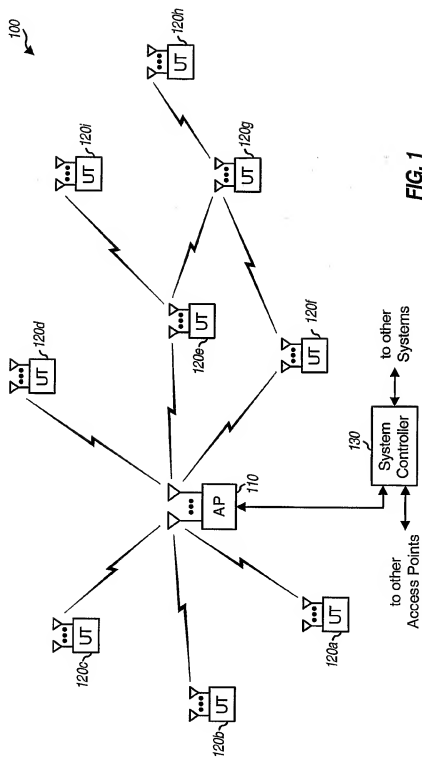 100
120h
UT
120i
UT
120g
UT
120d
UT
120e
UT
120f
UT
110
AP
120c
UT
120b
UT
120a
UT
130
System
Controller
to other
Systems
to other
Access Points
FIG. 1